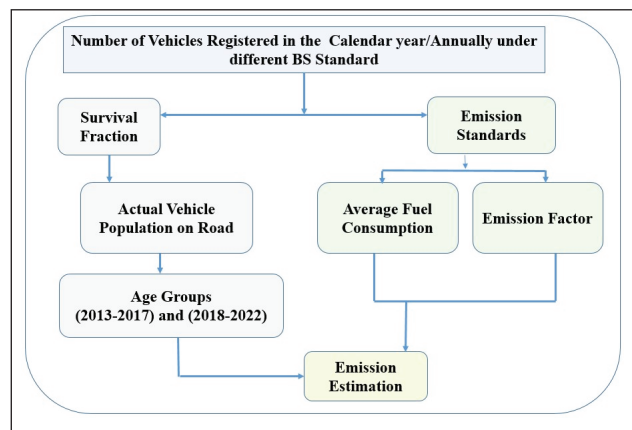 Number of Vehicles Registered in the Calendar year/Annually under
different BS Standard
Survival
Fraction
Emission
Standards
Actual Vehicle
Population on Road
Average Fuel
Consumption
Emission Factor
Age Groups
(2013-2017) and (2018-2022)
Emission
Estimation